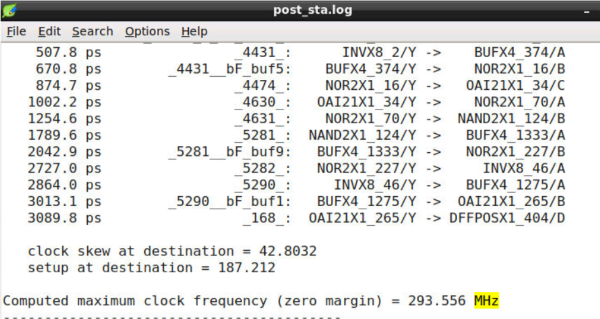 post_sta.log
File Edit Search Options Help
507.8 ps _4431_: INVX8_2/Y -> BUFX4_374/A
670.8 ps _4431__bF_buf5: BUFX4_374/Y -> NOR2X1_16/B
874.7 ps _4474_: NOR2X1_16/Y -> OAI21X1_34/C
1002.2 ps _4630_: OAI21X1_34/Y -> NOR2X1_70/A
1254.6 ps _4631_: NOR2X1_70/Y -> NAND2X1_124/B
1789.6 ps _5281_: NAND2X1_124/Y -> BUFX4_1333/A
2042.9 ps _5281__bF_buf9: BUFX4_1333/Y -> NOR2X1_227/B
2727.0 ps _5282_: NOR2X1_227/Y -> INVX8_46/A
2864.0 ps _5290_: INVX8_46/Y -> BUFX4_1275/A
3013.1 ps _5290__bF_buf1: BUFX4_1275/Y -> OAI21X1_265/B
3089.8 ps _168_: OAI21X1_265/Y -> DFFPOSX1_404/D
clock skew at destination = 42.8032
setup at destination = 187.212
Computed maximum clock frequency (zero margin) = 293.556 MHz
-----------------------------------------